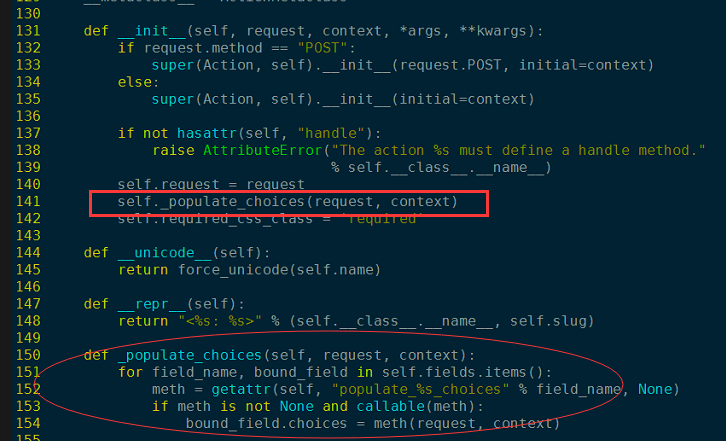 129 __metaclass__ = ActionMetaclass
130
131 def __init__(self, request, context, *args, **kwargs):
132 if request.method == "POST":
133 super(Action, self).__init__(request.POST, initial=context)
134 else:
135 super(Action, self).__init__(initial=context)
136
137 if not hasattr(self, "handle"):
138 raise AttributeError("The action %s must define a handle method."
139 % self.__class__.__name__)
140 self.request = request
141 self._populate_choices(request, context)
142 self.required_css_class = 'required'
143
144 def __unicode__(self):
145 return force_unicode(self.name)
146
147 def __repr__(self):
148 return "<%s: %s>" % (self.__class__.__name__, self.slug)
149
150 def _populate_choices(self, request, context):
151 for field_name, bound_field in self.fields.items():
152 meth = getattr(self, "populate_%s_choices" % field_name, None)
153 if meth is not None and callable(meth):
154 bound_field.choices = meth(request, context)
155